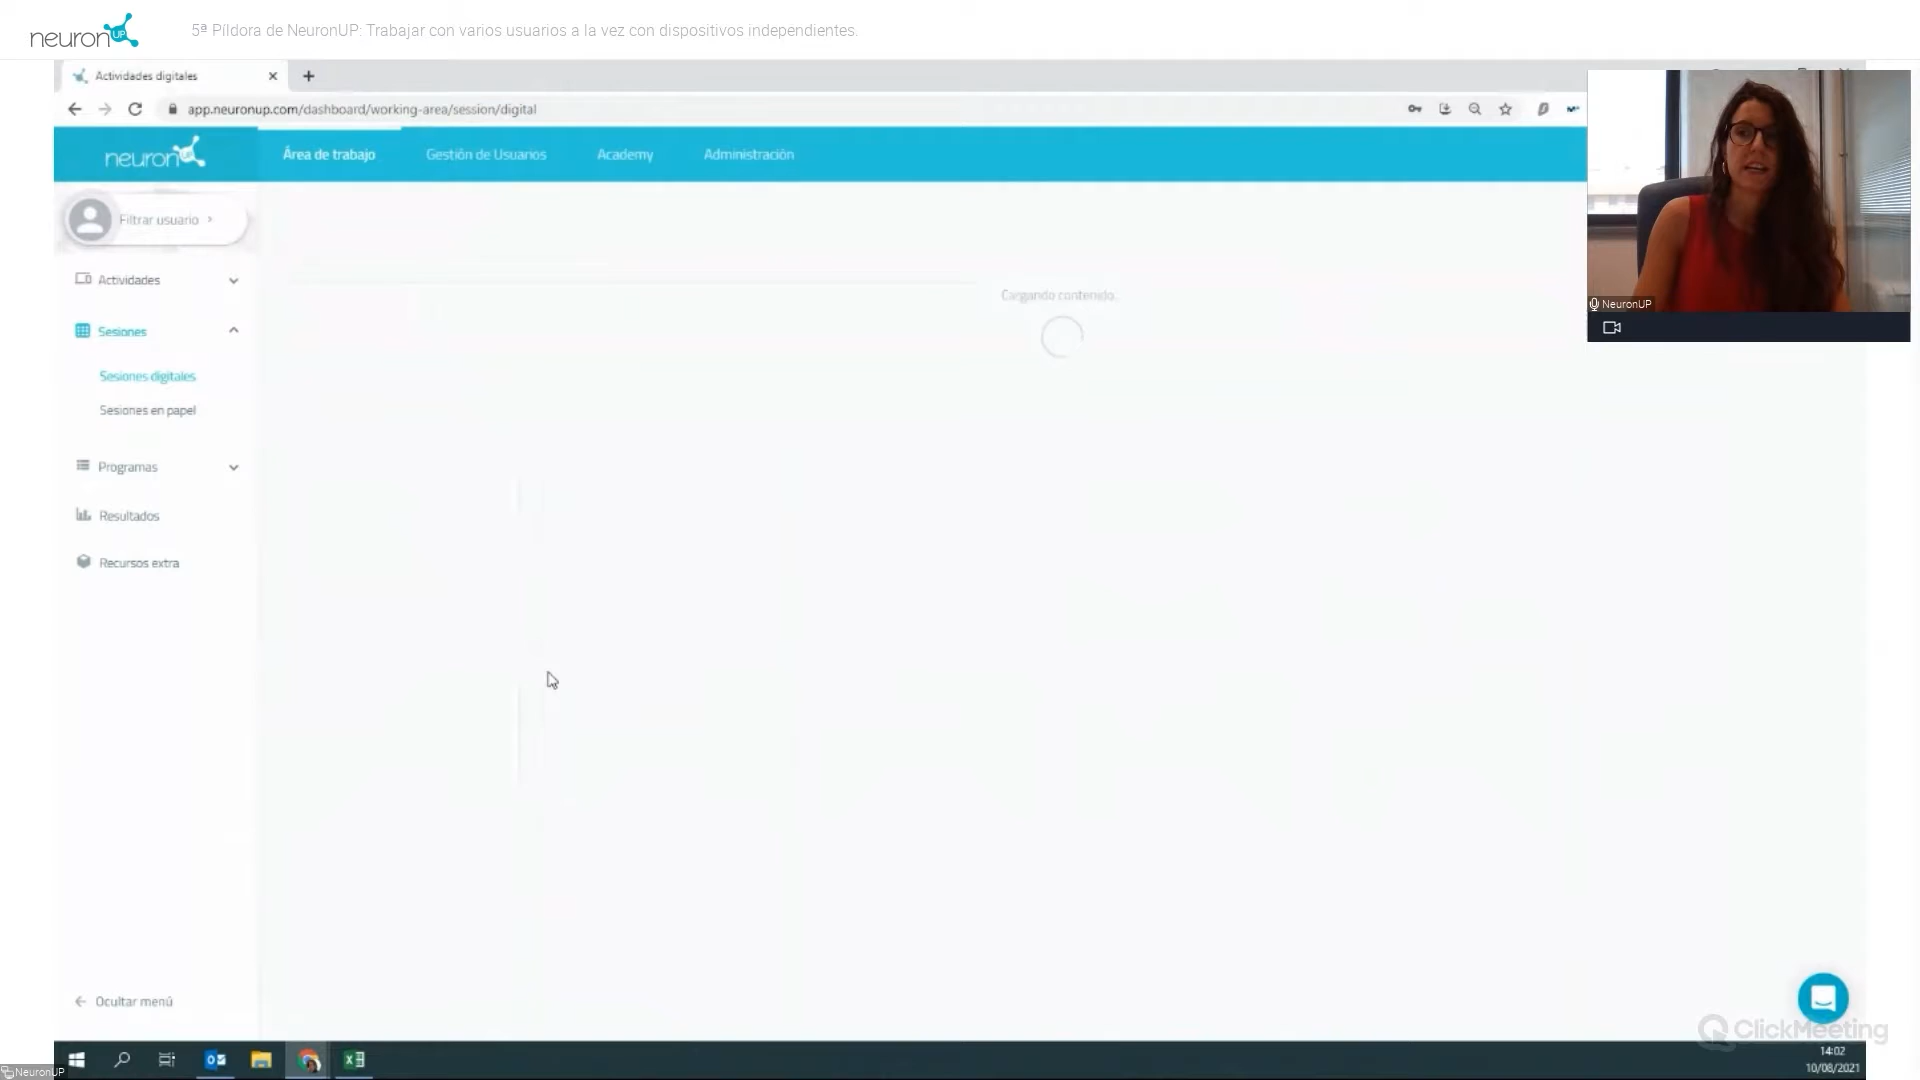 neuronUP
5ª Píldora de NeuronUP: Trabajar con varios usuarios a la vez con dispositivos independientes.
Actividades digitales
app.neuronup.com/dashboard/working-area/session/digital
neuronUP
Área de trabajo
Gestión de Usuarios
Academy
Administración
Filtrar usuario
Actividades
Sesiones
Sesiones digitales
Sesiones en papel
Programas
Resultados
Recursos extra
Cargando contenido.
NeuronUP
Ocultar menú
ClickMeeting
14:02
10/08/2021
NeuronUP